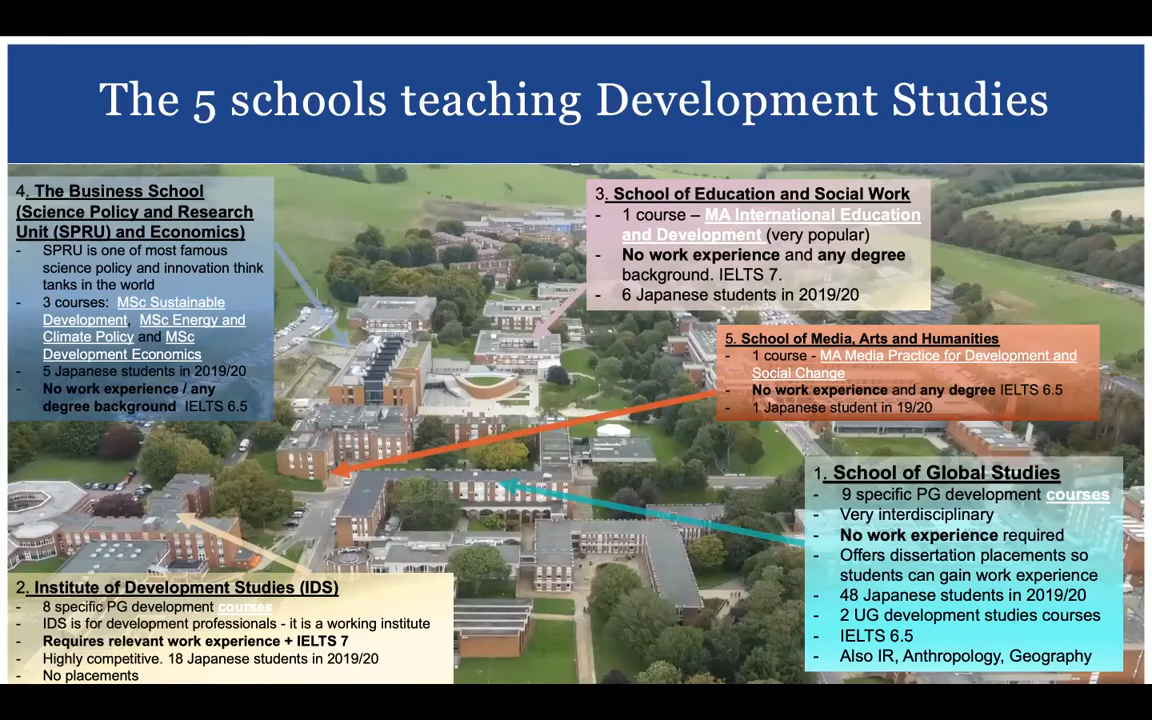 The 5 schools teaching Development Studies
4. The Business School
(Science Policy and Research
Unit (SPRU) and Economics)
- SPRU is one of most famous
science policy and innovation think
tanks in the world
- 3 courses: MSc Sustainable
Development, MSc Energy and
Climate Policy and MSc
Development Economics
- 5 Japanese students in 2019/20
- No work experience / any
degree background IELTS 6.5
3. School of Education and Social Work
- 1 course – MA International Education
and Development (very popular)
- No work experience and any degree
background. IELTS 7.
- 6 Japanese students in 2019/20
5. School of Media, Arts and Humanities
- 1 course - MA Media Practice for Development and
Social Change
- No work experience and any degree IELTS 6.5
- 1 Japanese student in 19/20
1. School of Global Studies
- 9 specific PG development courses
- Very interdisciplinary
- No work experience required
- Offers dissertation placements so
students can gain work experience
- 48 Japanese students in 2019/20
- 2 UG development studies courses
- IELTS 6.5
- Also IR, Anthropology, Geography
2. Institute of Development Studies (IDS)
- 8 specific PG development courses
- IDS is for development professionals - it is a working institute
- Requires relevant work experience + IELTS 7
- Highly competitive. 18 Japanese students in 2019/20
- No placements